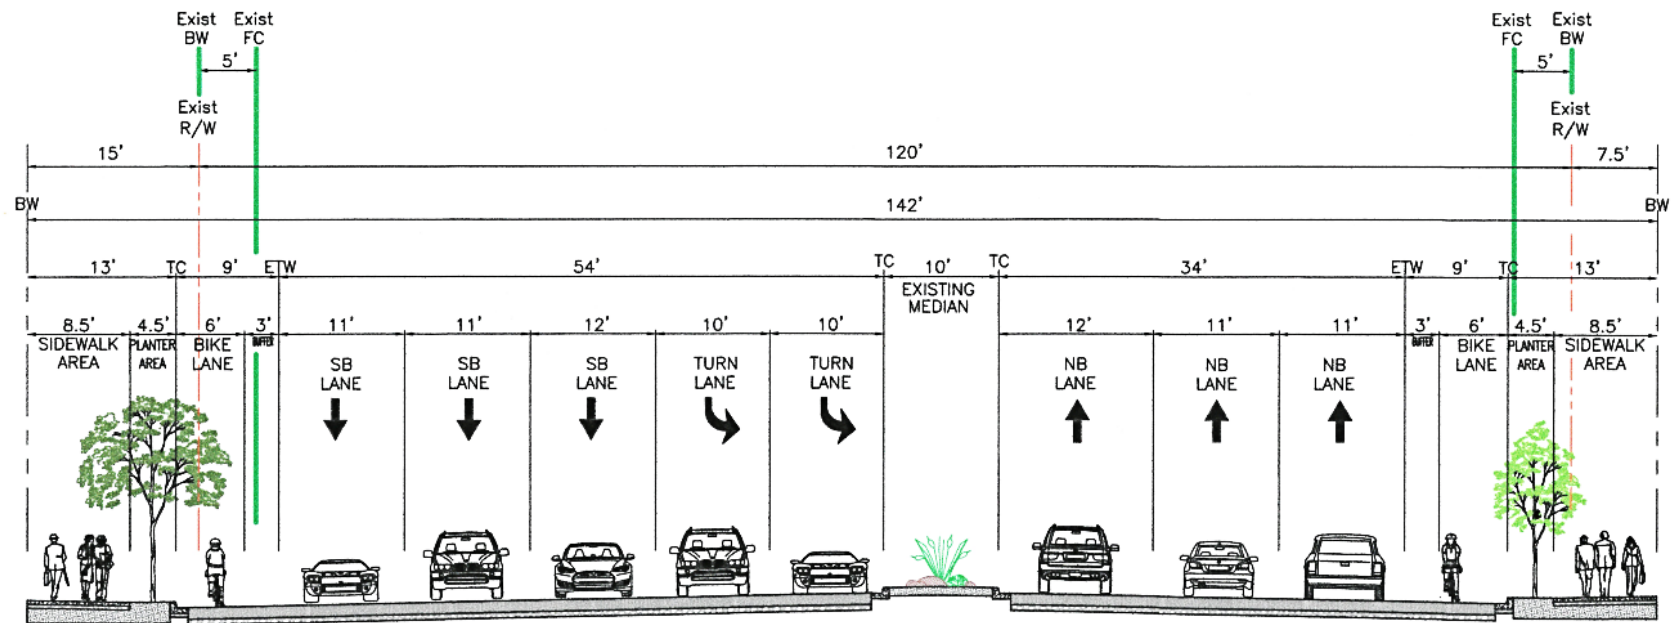 Exist Exist Exist Exist
BW FC FC BW
5' 5'
Exist Exist
R/W R/W
15' 120' 7.5'
BW 142' BW
13' TC 9' ETW 54' TC 10' TC 34' ETW 9' TC 13'
EXISTING
MEDIAN
8.5' 4.5' 6' 3' 11' 11' 12' 10' 10' 12' 11' 11' 3' 6' 4.5' 8.5'
SIDEWALK PLANTER BIKE BUFFER BUFFER BIKE PLANTER SIDEWALK
AREA AREA LANE LANE AREA AREA
SB SB SB TURN TURN NB NB NB
LANE LANE LANE LANE LANE LANE LANE LANE